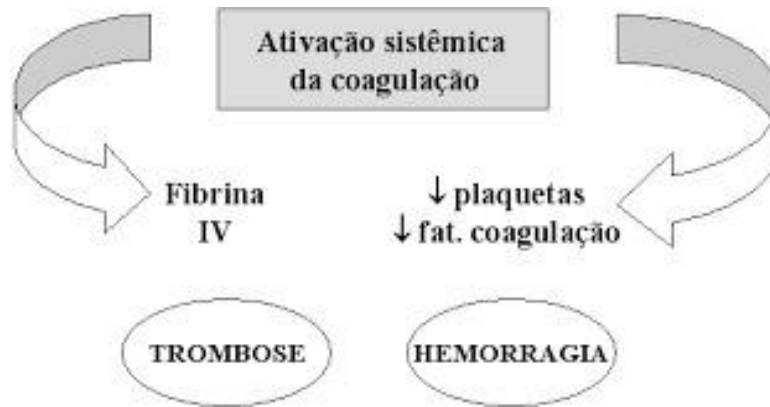 Ativação sistêmica
da coagulação
Fibrina
IV
↓ plaquetas
↓ fat. coagulação
TROMBOSE
HEMORRAGIA